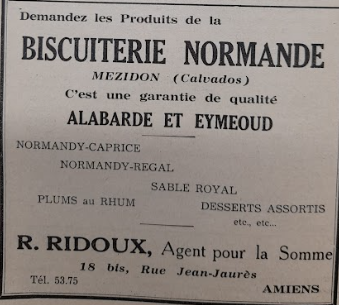 Demandez les Produits de la
BISCUITERIE NORMANDE
MEZIDON (Calvados)
C'est une garantie de qualité
ALABARDE ET EYMEOUD
NORMANDY-CAPRICE
NORMANDY-REGAL
SABLE ROYAL
PLUMS au RHUM
DESSERTS ASSORTIS
etc., etc...
R. RIDOUX, Agent pour la Somme
18 bis, Rue Jean-Jaurès
Tél. 53.75
AMIENS